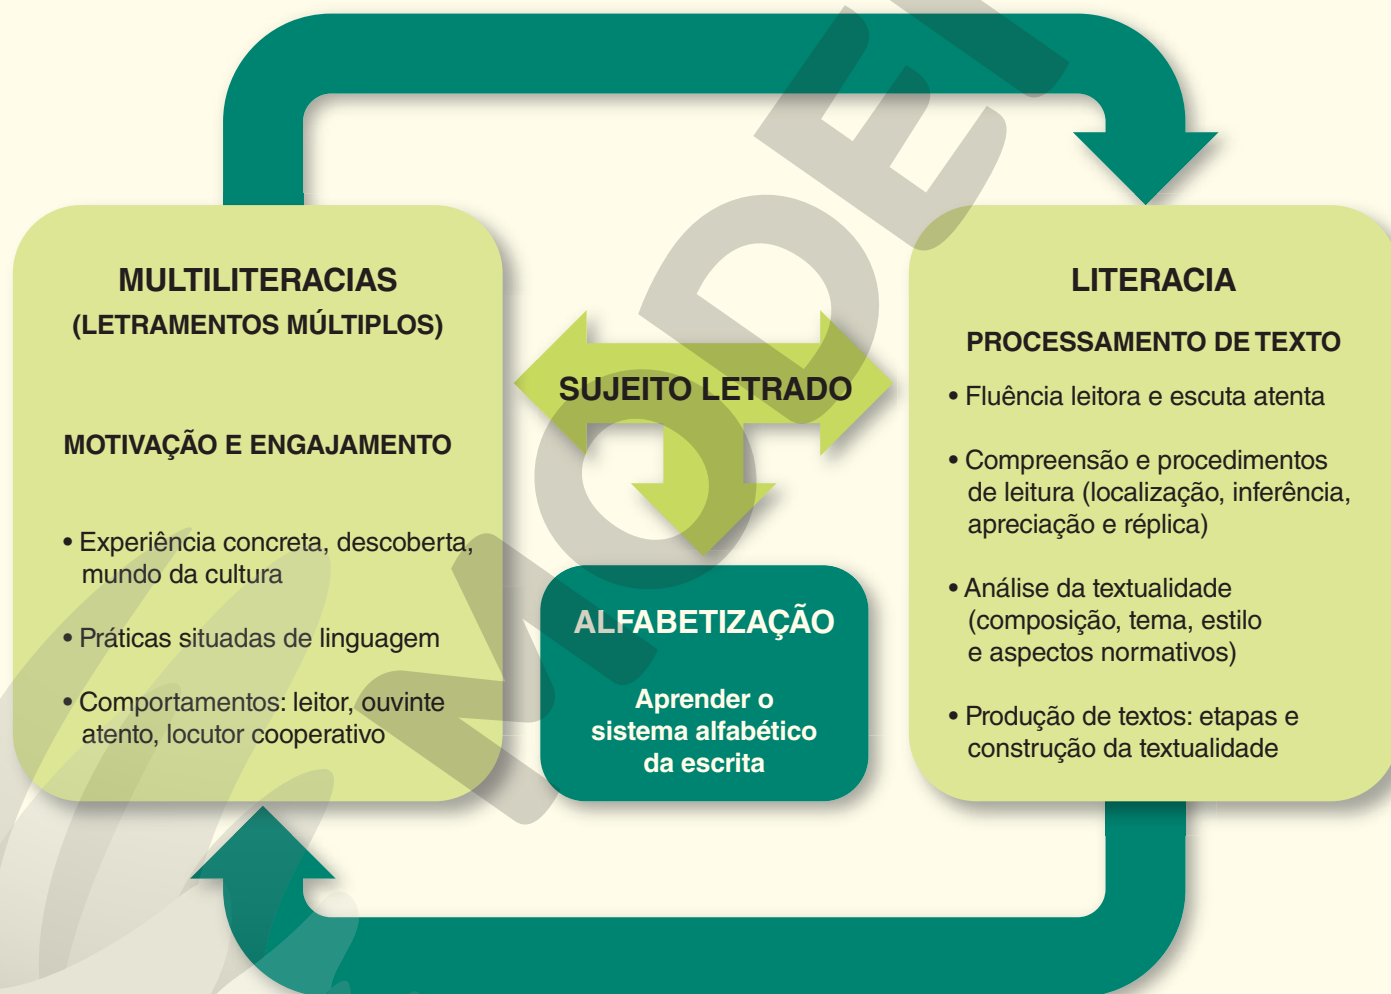 MULTILITERACIAS
(LETRAMENTOS MÚLTIPLOS)
MOTIVAÇÃO E ENGAJAMENTO
• Experiência concreta, descoberta,
mundo da cultura
• Práticas situadas de linguagem
• Comportamentos: leitor, ouvinte
atento, locutor cooperativo
SUJEITO LETRADO
ALFABETIZAÇÃO
Aprender o
sistema alfabético
da escrita
LITERACIA
PROCESSAMENTO DE TEXTO
• Fluência leitora e escuta atenta
• Compreensão e procedimentos
de leitura (localização, inferência,
apreciação e réplica)
• Análise da textualidade
(composição, tema, estilo
e aspectos normativos)
• Produção de textos: etapas e
construção da textualidade
MODE